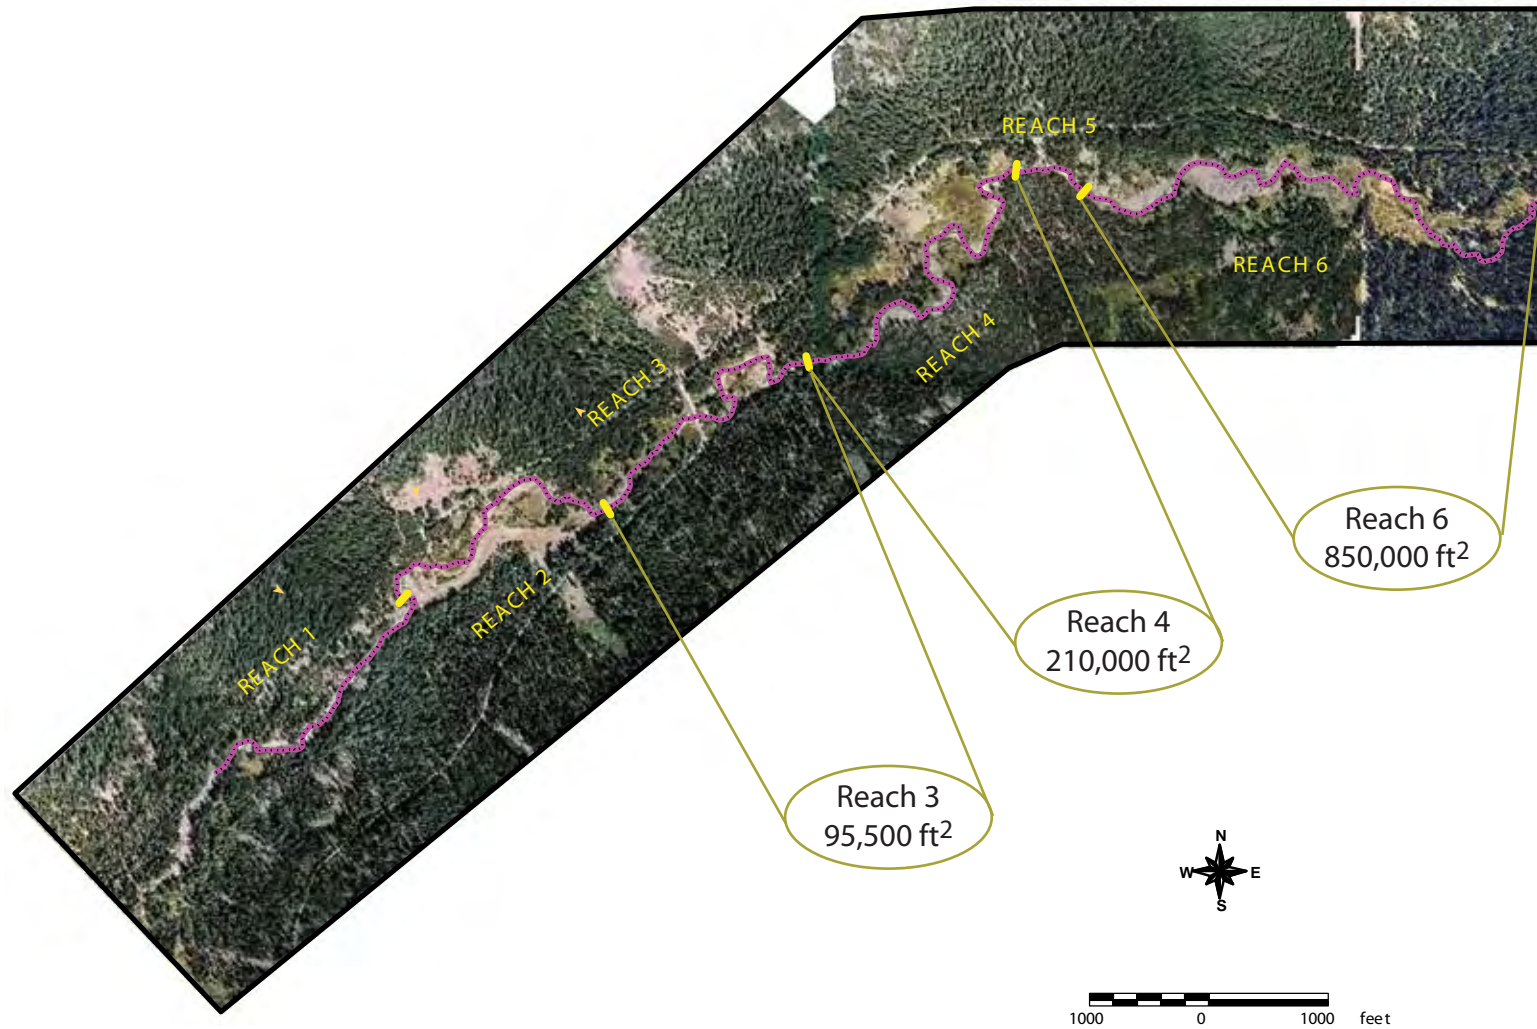 REACH 5
REACH 6
REACH 4
REACH 3
REACH 2
REACH 1
Reach 6
850,000 ft²
Reach 4
210,000 ft²
Reach 3
95,500 ft²
N
W E
S
1000 0 1000 feet